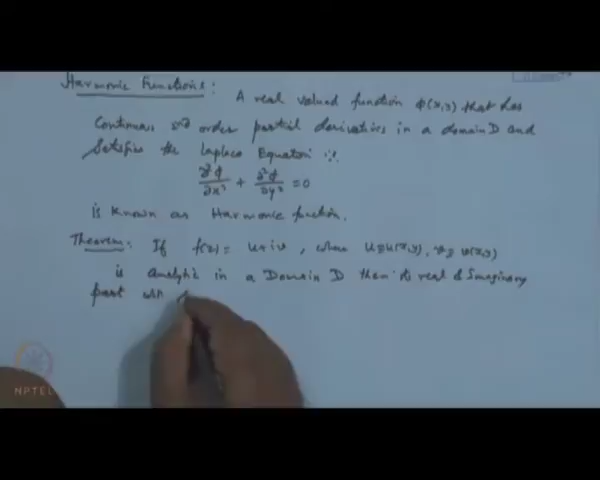 Harmonic Functions:
A real valued function φ(x,y) that has
Continuous 2nd order partial derivatives in a domain D and
Satisfies the Laplace Equation
∂²φ/∂x² + ∂²φ/∂y² = 0
is known as Harmonic function.
Theorem: If f(z) = u+iv, where u≡u(x,y), v≡v(x,y)
is analytic in a Domain D then its real & Imaginary
part
NPTEL